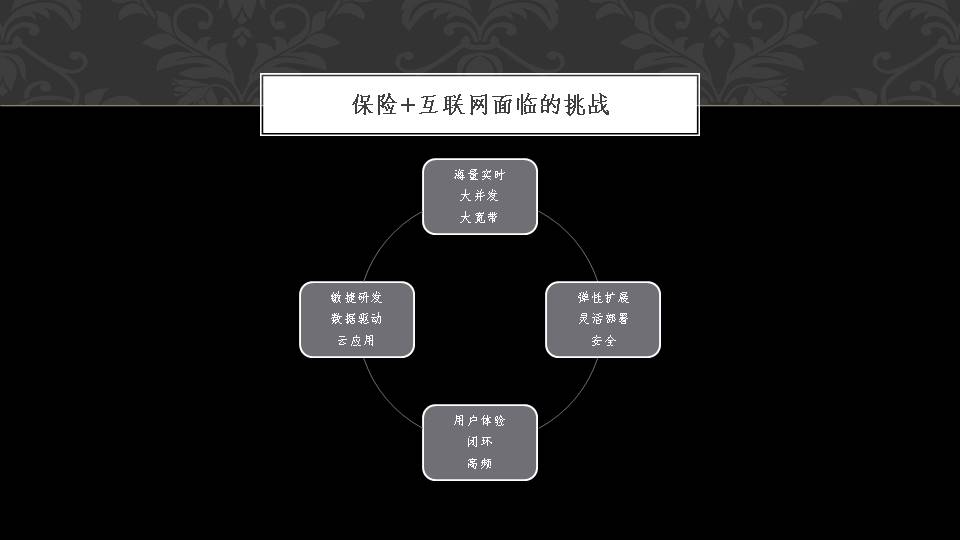 保险+互联网面临的挑战
海量实时
大并发
大宽带
敏捷研发
数据驱动
云应用
弹性扩展
灵活部署
安全
用户体验
闭环
高频